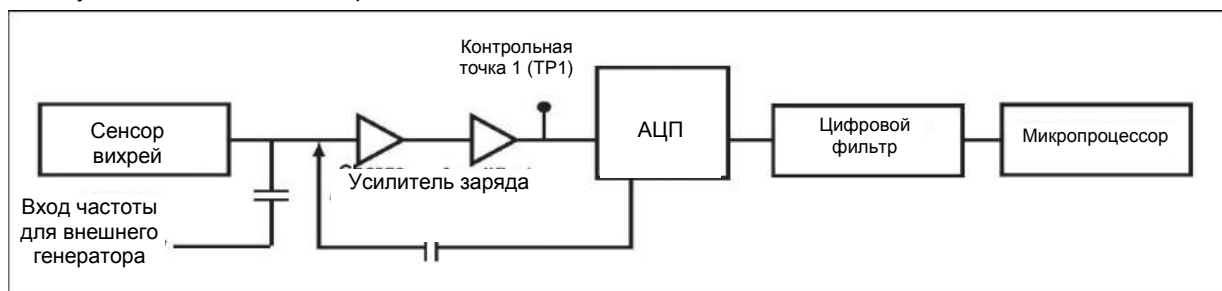 Контрольная
точка 1 (TP1)
Сенсор
вихрей
АЦП
Цифровой
фильтр
Микропроцессор
Усилитель заряда
Вход частоты
для внешнего
генератора